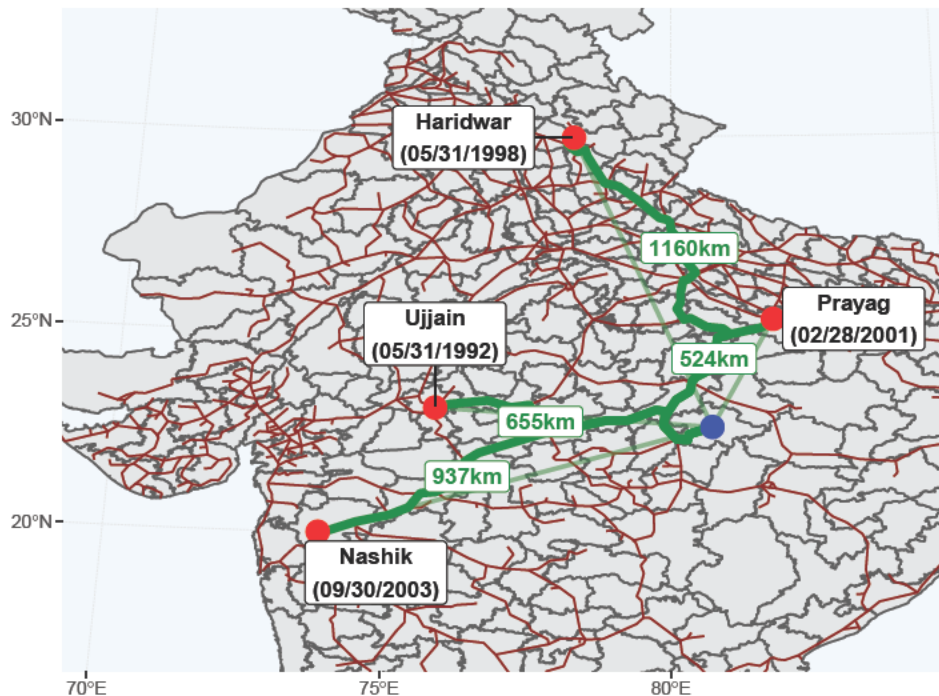 30°N
Haridwar
(05/31/1998)
1160km
Prayag
(02/28/2001)
25°N
Ujjain
(05/31/1992)
524km
655km
937km
20°N
Nashik
(09/30/2003)
70°E
75°E
80°E